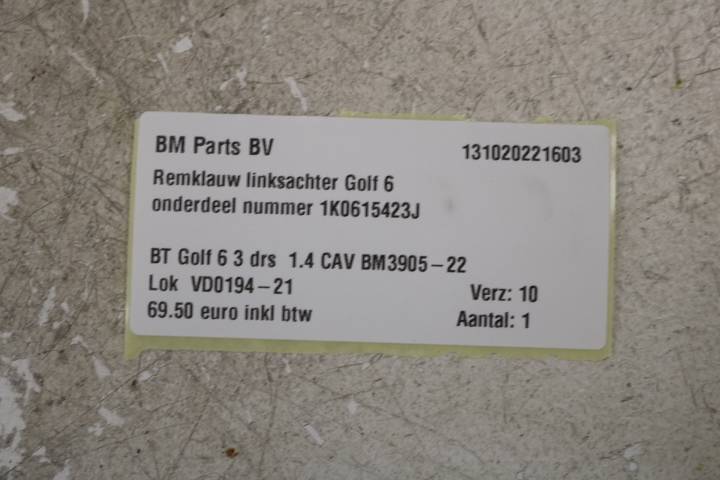 BM Parts BV 131020221603
Remklauw linksachter Golf 6
onderdeel nummer 1K0615423J
BT Golf 6 3 drs 1.4 CAV BM3905-22
Lok VD0194-21 Verz: 10
69.50 euro inkl btw Aantal: 1